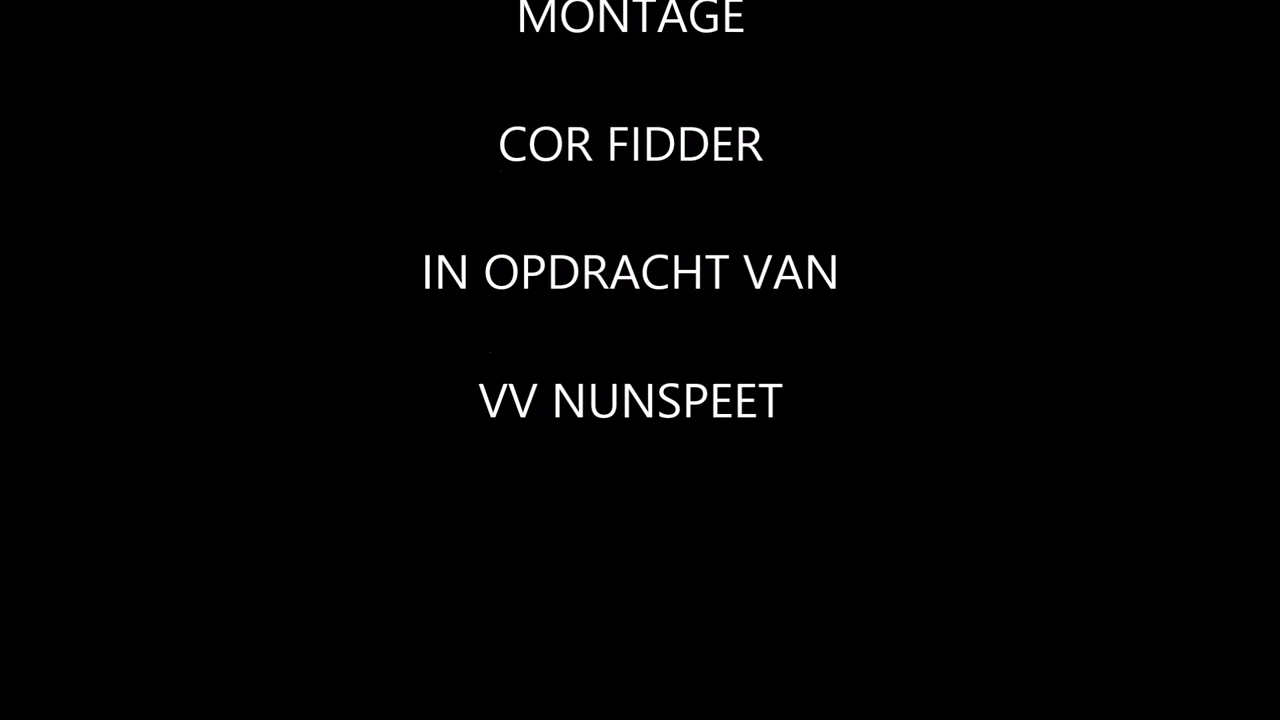 MONTAGE
COR FIDDER
IN OPDRACHT VAN
VV NUNSPEET